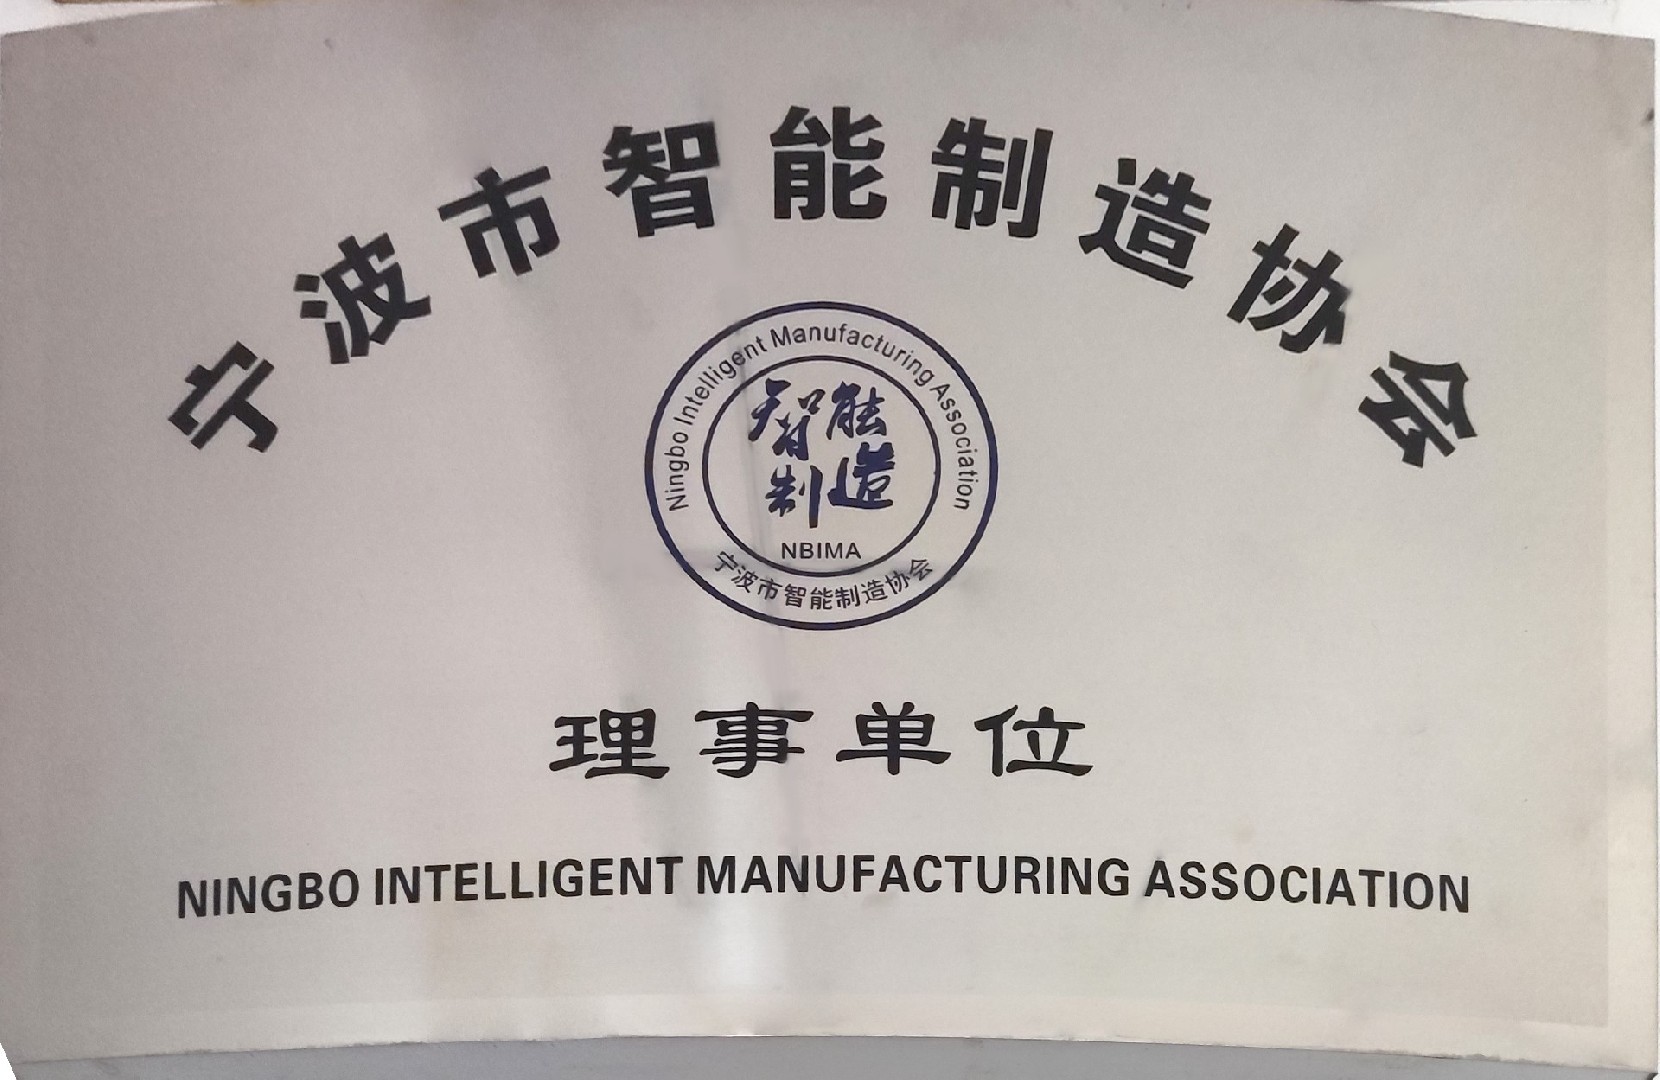 宁波市智能制造协会
Ningbo Intelligent Manufacturing Association
智能
制造
NBIMA
宁波市智能制造协会
理事单位
NINGBO INTELLIGENT MANUFACTURING ASSOCIATION